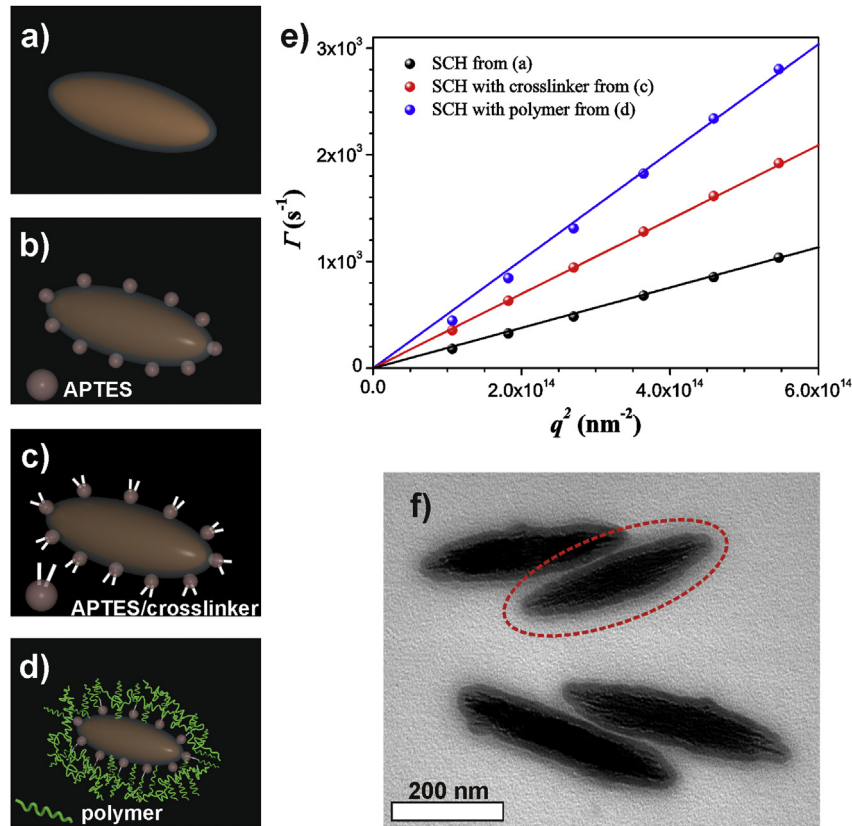 a)
b)
APTES
c)
APTES/crosslinker
d)
polymer
e)
SCH from (a)
SCH with crosslinker from (c)
SCH with polymer from (d)
3x10³
2x10³
1x10³
0
Γ (s⁻¹)
0.0
2.0x10¹⁴
4.0x10¹⁴
6.0x10¹⁴
q² (nm⁻²)
f)
200 nm